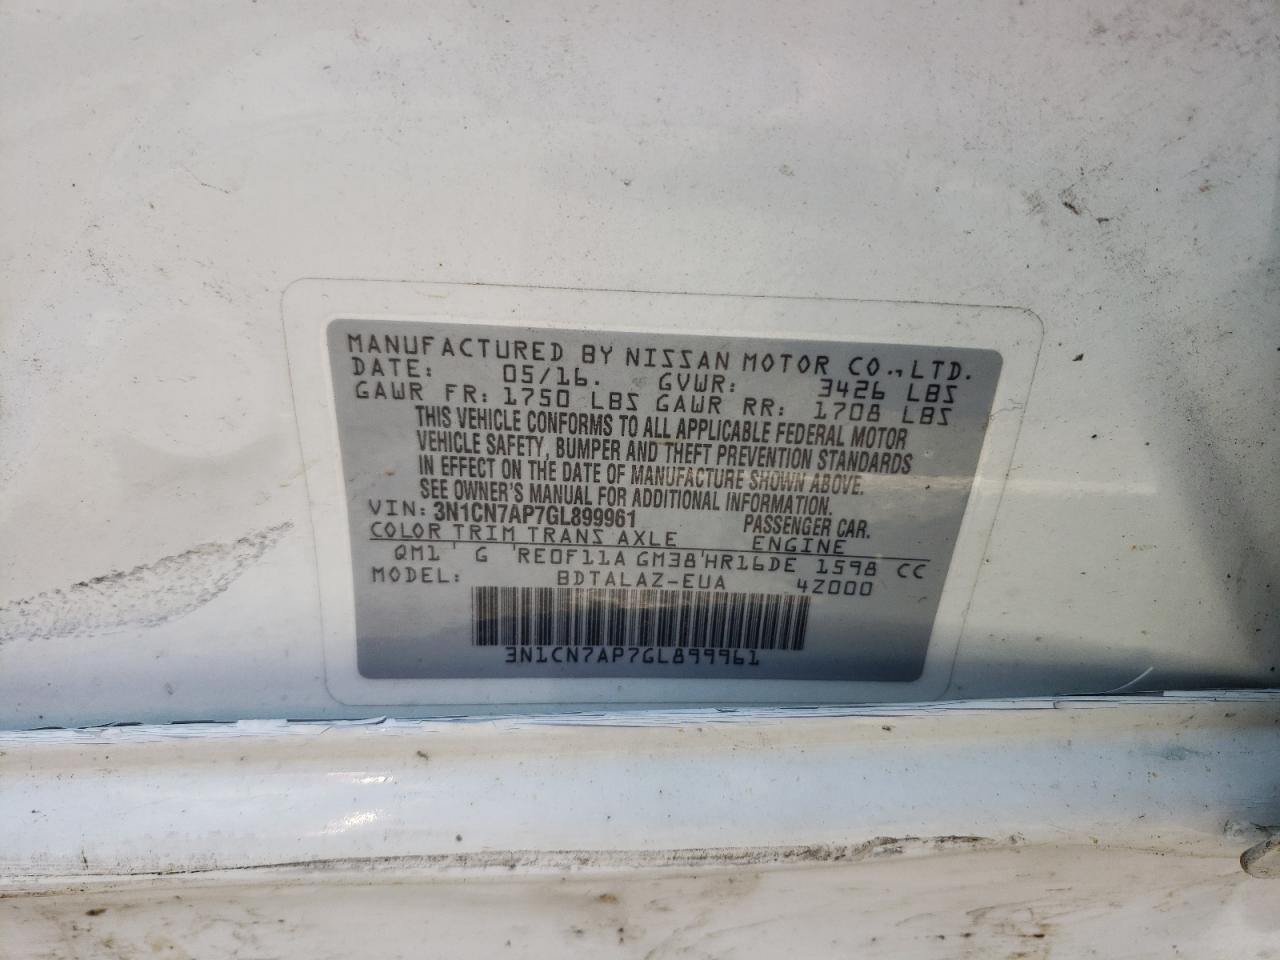 MANUFACTURED BY NISSAN MOTOR CO., LTD.
DATE: 05/16. GVWR: 3426 LBS
GAWR FR: 1750 LBS GAWR RR: 1708 LBS
THIS VEHICLE CONFORMS TO ALL APPLICABLE FEDERAL MOTOR
VEHICLE SAFETY, BUMPER AND THEFT PREVENTION STANDARDS
IN EFFECT ON THE DATE OF MANUFACTURE SHOWN ABOVE.
SEE OWNER'S MANUAL FOR ADDITIONAL INFORMATION.
VIN: 3N1CN7AP7GL899961 PASSENGER CAR.
COLOR TRIM TRANS AXLE ENGINE
QM1 ' G 'RE0F11A GM38'HR16DE 1598 CC
MODEL: BDTALAZ-EUA 4Z000
3N1CN7AP7GL899961